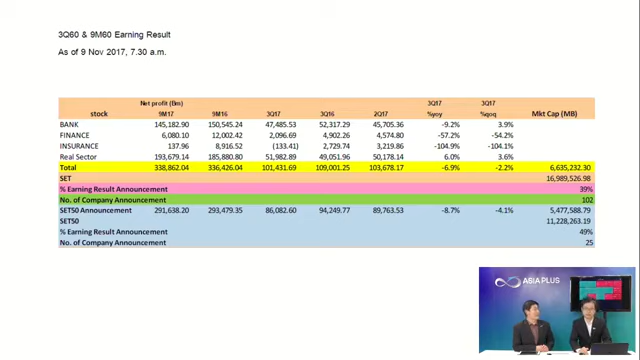 3Q60 & 9M60 Earning Result
As of 9 Nov 2017, 7.30 a.m.
Net profit (Bm) 3Q17 3Q17
stock 9M17 9M16 3Q17 3Q16 2Q17 %yoy %qoq Mkt Cap (MB)
BANK 145,182.90 150,545.24 47,485.53 52,317.29 45,705.36 -9.2% 3.9%
FINANCE 6,080.10 12,002.42 2,096.69 4,902.26 4,574.80 -57.2% -54.2%
INSURANCE 137.96 8,916.52 (133.41) 2,729.74 3,219.86 -104.9% -104.1%
Real Sector 193,679.14 185,880.80 51,982.89 49,051.96 50,178.14 6.0% 3.6%
Total 338,862.04 336,426.04 101,431.69 109,001.25 103,678.17 -6.9% -2.2% 6,635,232.30
SET 16,989,526.98
% Earning Result Announcement 39%
No. of Company Announce 102
SET50 Announcement 291,638.20 293,479.35 86,082.60 94,249.77 89,763.53 -8.7% -4.1% 5,477,588.79
SET50 11,228,263.19
% Earning Result Announcement 49%
No. of Company Announce 25
ASIA PLUS